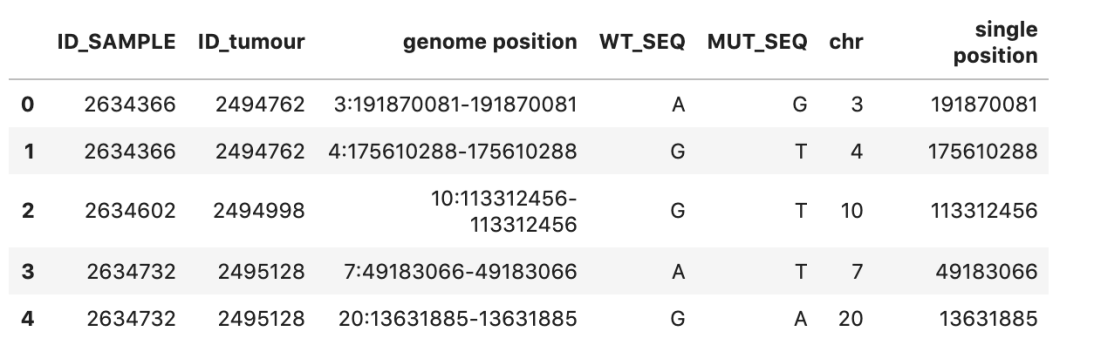 ID_SAMPLE ID_tumour genome position WT_SEQ MUT_SEQ chr single position
0 2634366 2494762 3:191870081-191870081 A G 3 191870081
1 2634366 2494762 4:175610288-175610288 G T 4 175610288
2 2634602 2494998 10:113312456-113312456 G T 10 113312456
3 2634732 2495128 7:49183066-49183066 A T 7 49183066
4 2634732 2495128 20:13631885-13631885 G A 20 13631885